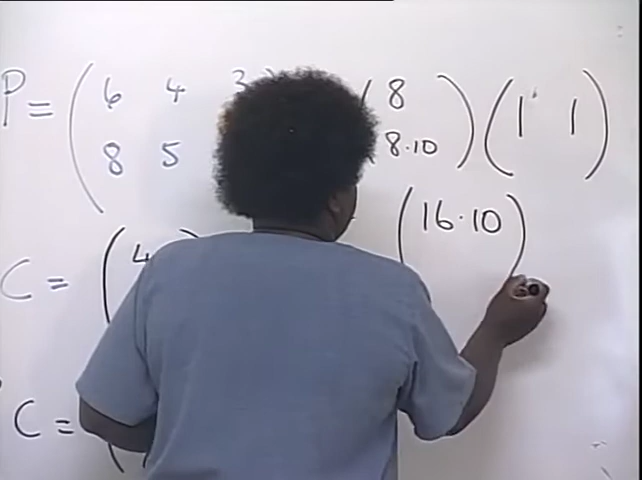 P = ( 6 4 3 ( 8 ) ( 1 1 )
8 5 8.10
( 16.10 )
C = ( 4
C =